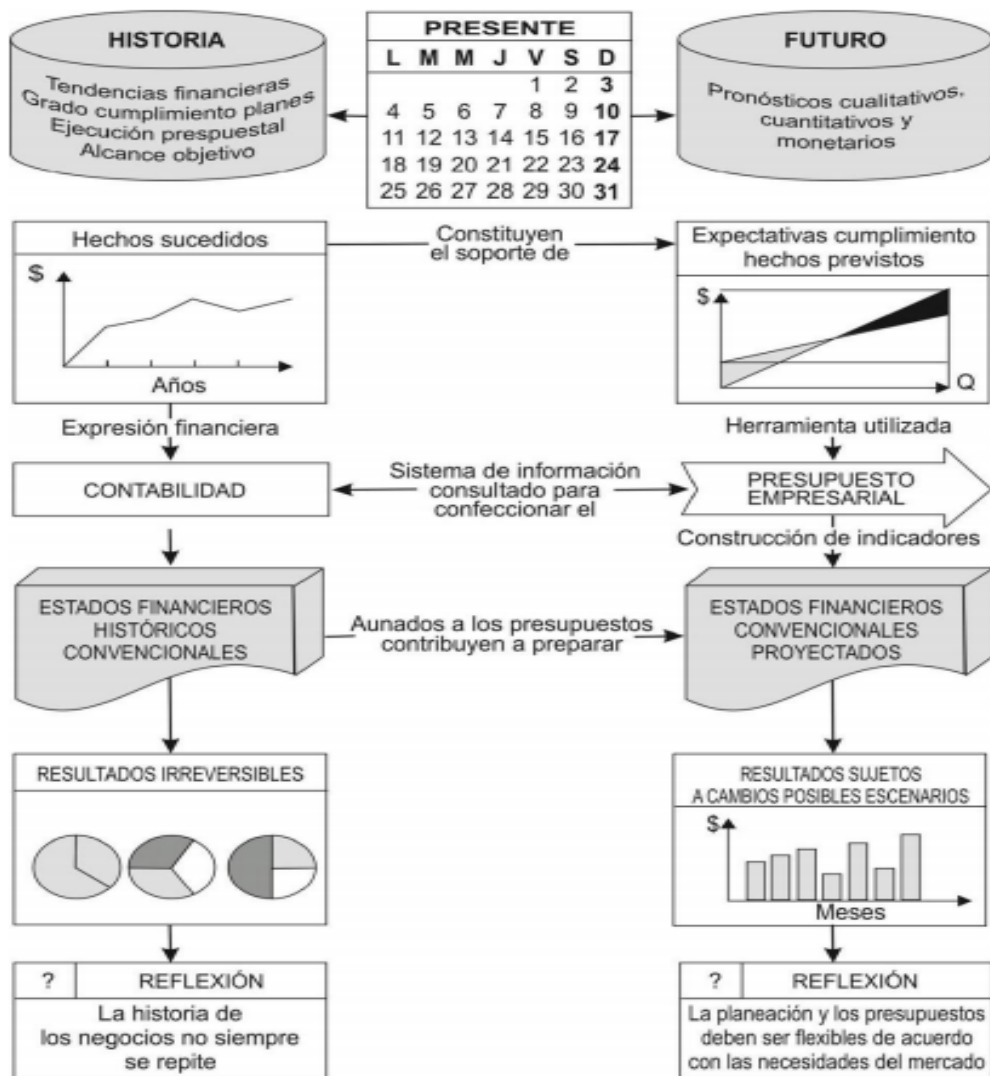 HISTORIA
Tendencias financieras
Grado cumplimiento planes
Ejecución prespuestal
Alcance objetivo
PRESENTE
L M M J V S D
1 2 3
4 5 6 7 8 9 10
11 12 13 14 15 16 17
18 19 20 21 22 23 24
25 26 27 28 29 30 31
FUTURO
Pronósticos cualitativos,
cuantitativos y
monetarios
Hechos sucedidos
$
Años
Constituyen
el soporte de
Expectativas cumplimiento
hechos previstos
$
Q
Expresión financiera
Herramienta utilizada
CONTABILIDAD
Sistema de información
consultado para
confeccionar el
PRESUPUESTO
EMPRESARIAL
Construcción de indicadores
ESTADOS FINANCIEROS
HISTÓRICOS
CONVENCIONALES
Aunados a los presupuestos
contribuyen a preparar
ESTADOS FINANCIEROS
CONVENCIONALES
PROYECTADOS
RESULTADOS IRREVERSIBLES
RESULTADOS SUJETOS
A CAMBIOS POSIBLES ESCENARIOS
$
Meses
? REFLEXIÓN
La historia de
los negocios no siempre
se repite
? REFLEXIÓN
La planeación y los presupuestos
deben ser flexibles de acuerdo
con las necesidades del mercado